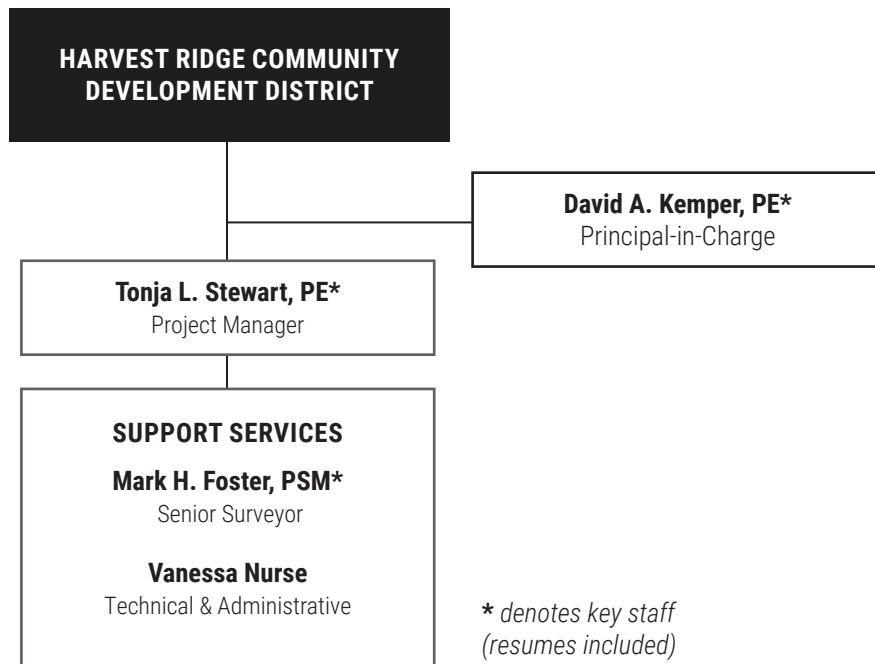 HARVEST RIDGE COMMUNITY
DEVELOPMENT DISTRICT
David A. Kemper, PE*
Principal-in-Charge
Tonja L. Stewart, PE*
Project Manager
SUPPORT SERVICES
Mark H. Foster, PSM*
Senior Surveyor
Vanessa Nurse
Technical & Administrative
* denotes key staff
(resumes included)